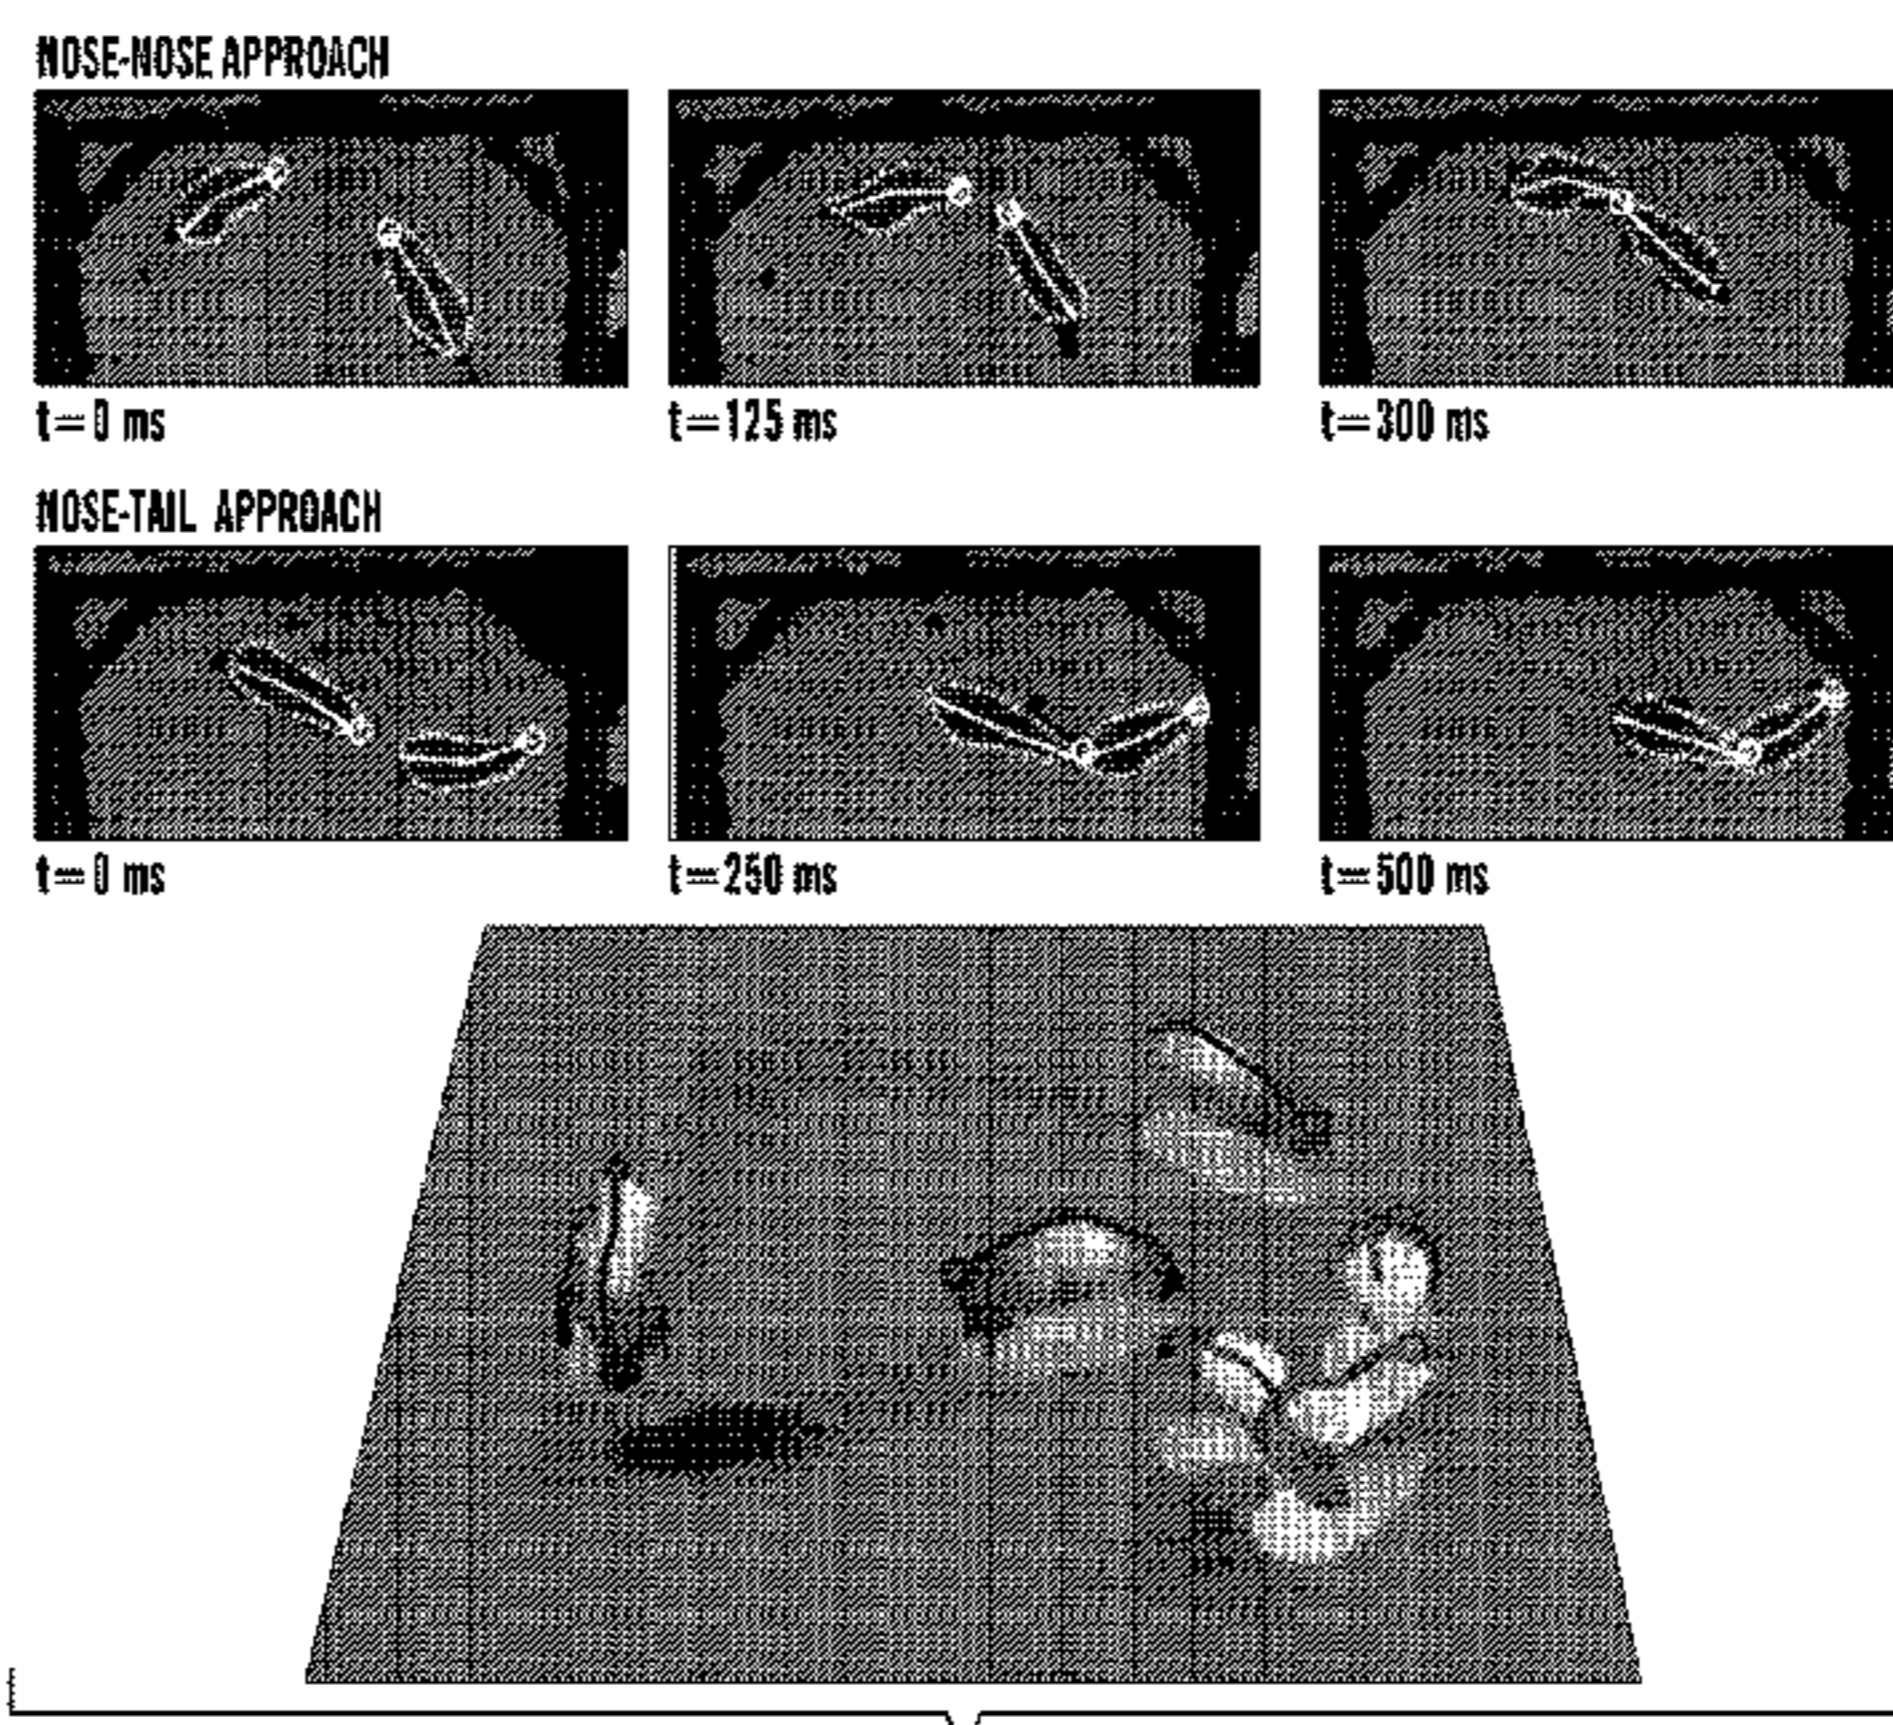 NOSE-NOSE APPROACH
t=0 ms t=125 ms t=300 ms
NOSE-TAIL APPROACH
t=0 ms t=250 ms t=500 ms